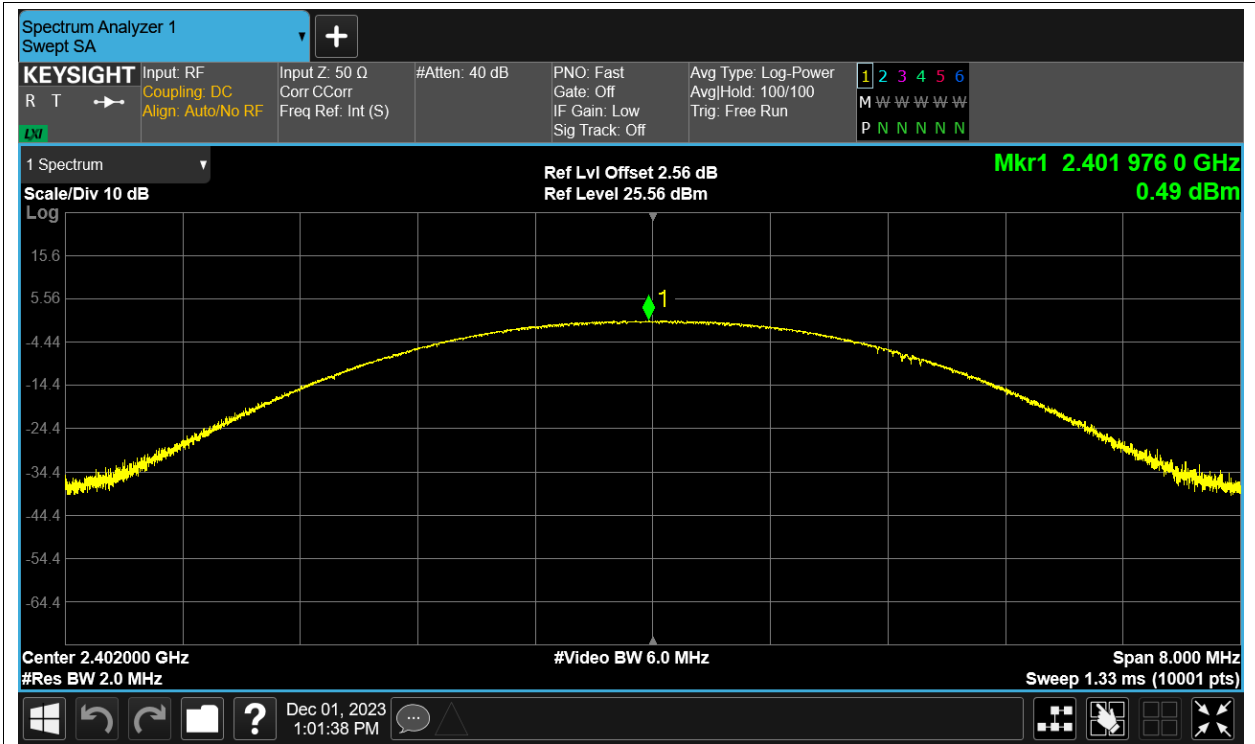 Spectrum Analyzer 1
Swept SA
KEYSIGHT
R T
LXI
Input: RF
Coupling: DC
Align: Auto/No RF
Input Z: 50 Ω
Corr CCorr
Freq Ref: Int (S)
#Atten: 40 dB
PNO: Fast
Gate: Off
IF Gain: Low
Sig Track: Off
Avg Type: Log-Power
Avg|Hold: 100/100
Trig: Free Run
1 2 3 4 5 6
M W W W W W
P N N N N N
1 Spectrum
Scale/Div 10 dB
Log
Ref Lvl Offset 2.56 dB
Ref Level 25.56 dBm
Mkr1 2.401 976 0 GHz
0.49 dBm
15.6
5.56
1
-4.44
-14.4
-24.4
-34.4
-44.4
-54.4
-64.4
Center 2.402000 GHz
#Video BW 6.0 MHz
Span 8.000 MHz
#Res BW 2.0 MHz
Sweep 1.33 ms (10001 pts)
?
Dec 01, 2023
1:01:38 PM